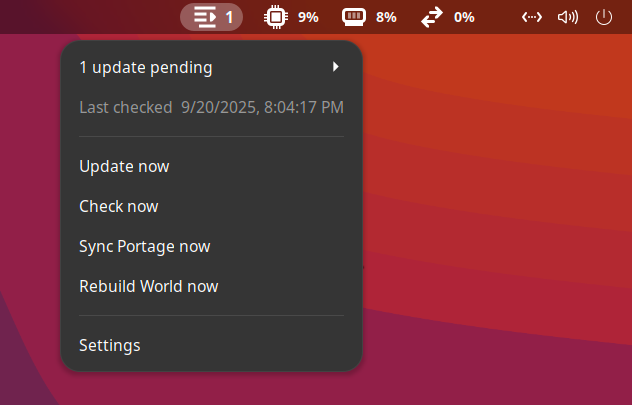 1 9% 8% 0%
1 update pending
Last checked 9/20/2025, 8:04:17 PM
Update now
Check now
Sync Portage now
Rebuild World now
Settings